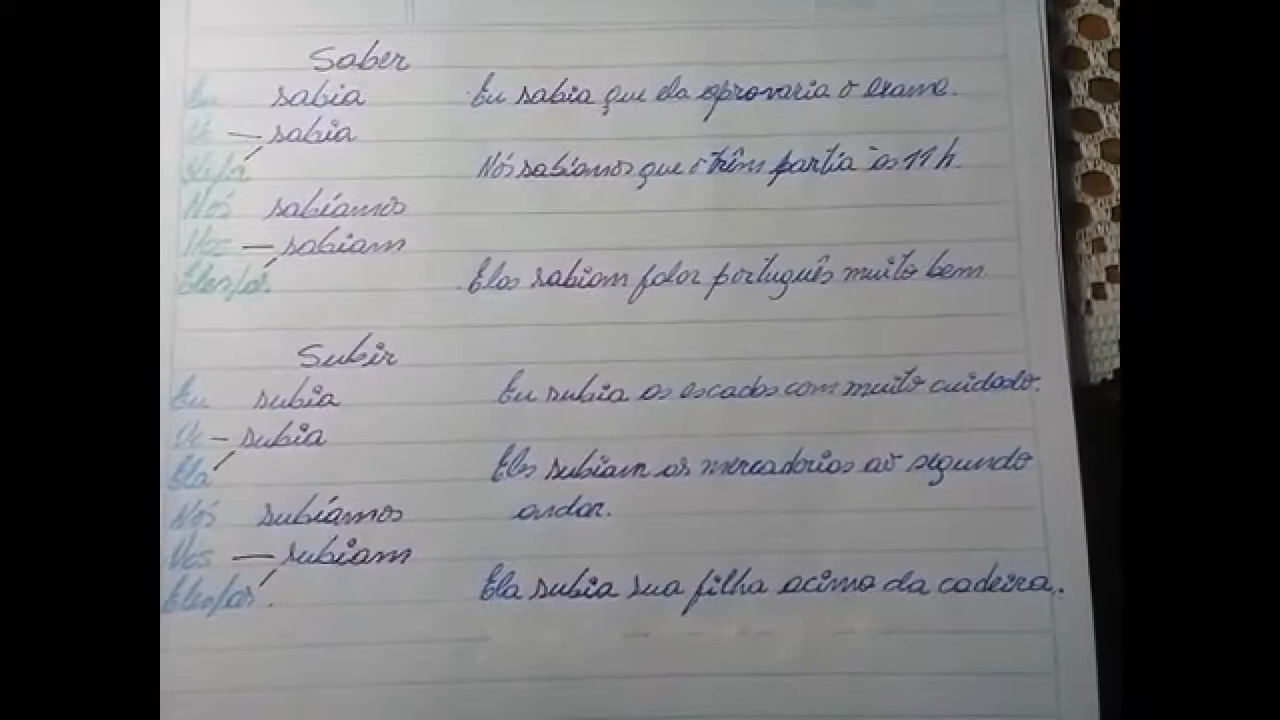 Saber
Eu sabia Eu sabia que ela aprovaria o exame.
Vc — sabia
Nós sabíamos que o três partia às 11 h.
Nós sabíamos
Vcs — sabiam
Eles/as. Elas sabiam falar português muito bem
Subir
Eu subia Eu subia as escadas com muito cuidado.
Vc — subia
Ela Eles subiam as mercadorias ao segundo
Nós subíamos andar.
Vcs — subiam
Eles/as. Ela subia sua filha acima da cadeira.